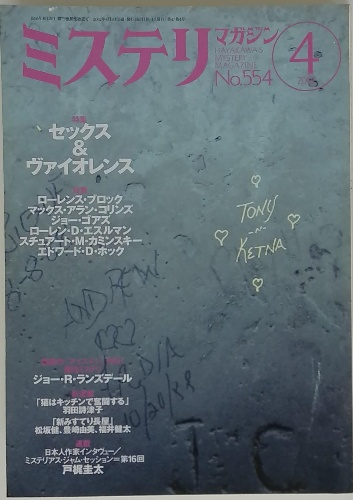 ミステリ
マガジン
HAYAKAWA'S
MYSTERY
MAGAZINE
No.554
4
特集
セックス
&
ヴァイオレンス
ローレンス・ブロック
マックス・アラン・コリンズ
ジョー・ゴアズ
ローレン・D・エスルマン
スチュアート・M・カミンスキー
エドワード・D・ホック
TONY
-N-
KETNA
ANDREW
10/20/88
ジョー・R・ランズデール
「猫はキッチンで奮闘する」
羽田詩津子
「新みすてり長屋」
松坂健、豊崎由美、福井健太
連載
日本人作家インタヴュー/
ミステリアス・ジャム・セッション=第16回
戸梶圭太
J C